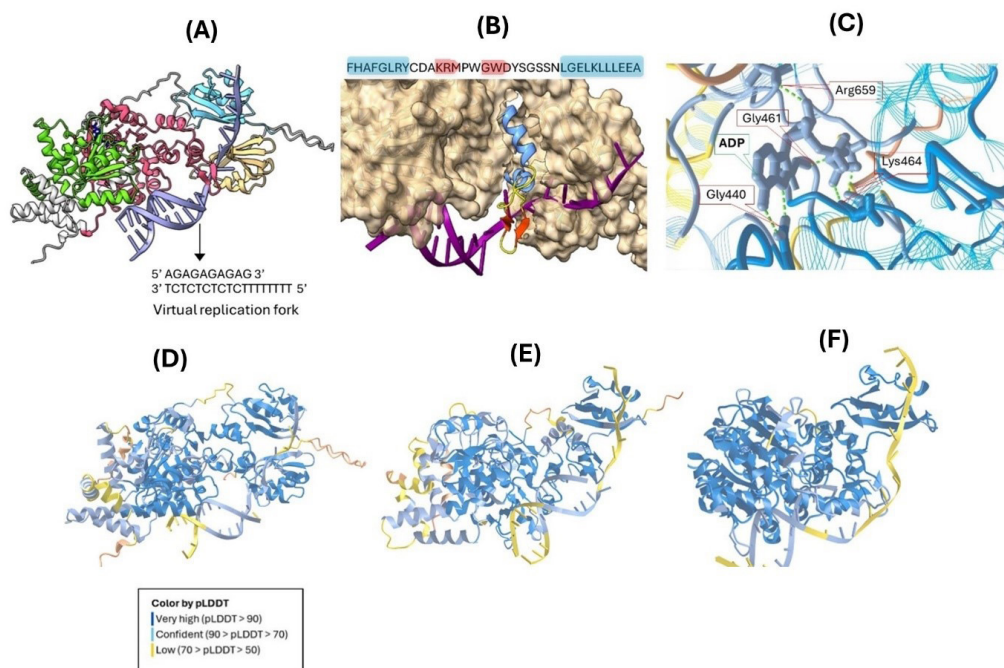 (A)
5' AGAGAGAGAG 3'
3' TCTCTCTCTCTTTTTTTT 5'
Virtual replication fork
(B)
FHAFGLRYCDAKRMPWGWDYSGSSNLGELKLLLEEA
(C)
Arg659
Gly461
ADP
Lys464
Gly440
(D)
(E)
(F)
Color by pLDDT
Very high (pLDDT > 90)
Confident (90 > pLDDT > 70)
Low (70 > pLDDT > 50)